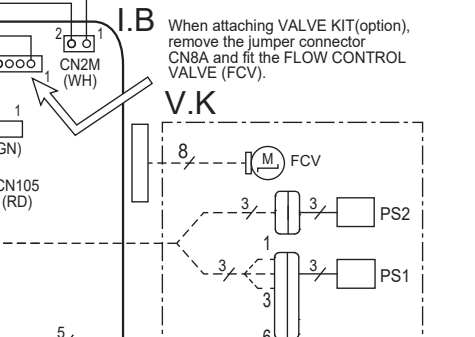 I.B
When attaching VALVE KIT(option),
remove the jumper connector
CN8A and fit the FLOW CONTROL
VALVE (FCV).
2 1
CN2M
(WH)
1
V.K
1
GN)
8
M
FCV
CN105
(RD)
3 3
PS2
1
3 3
PS1
3
5
6